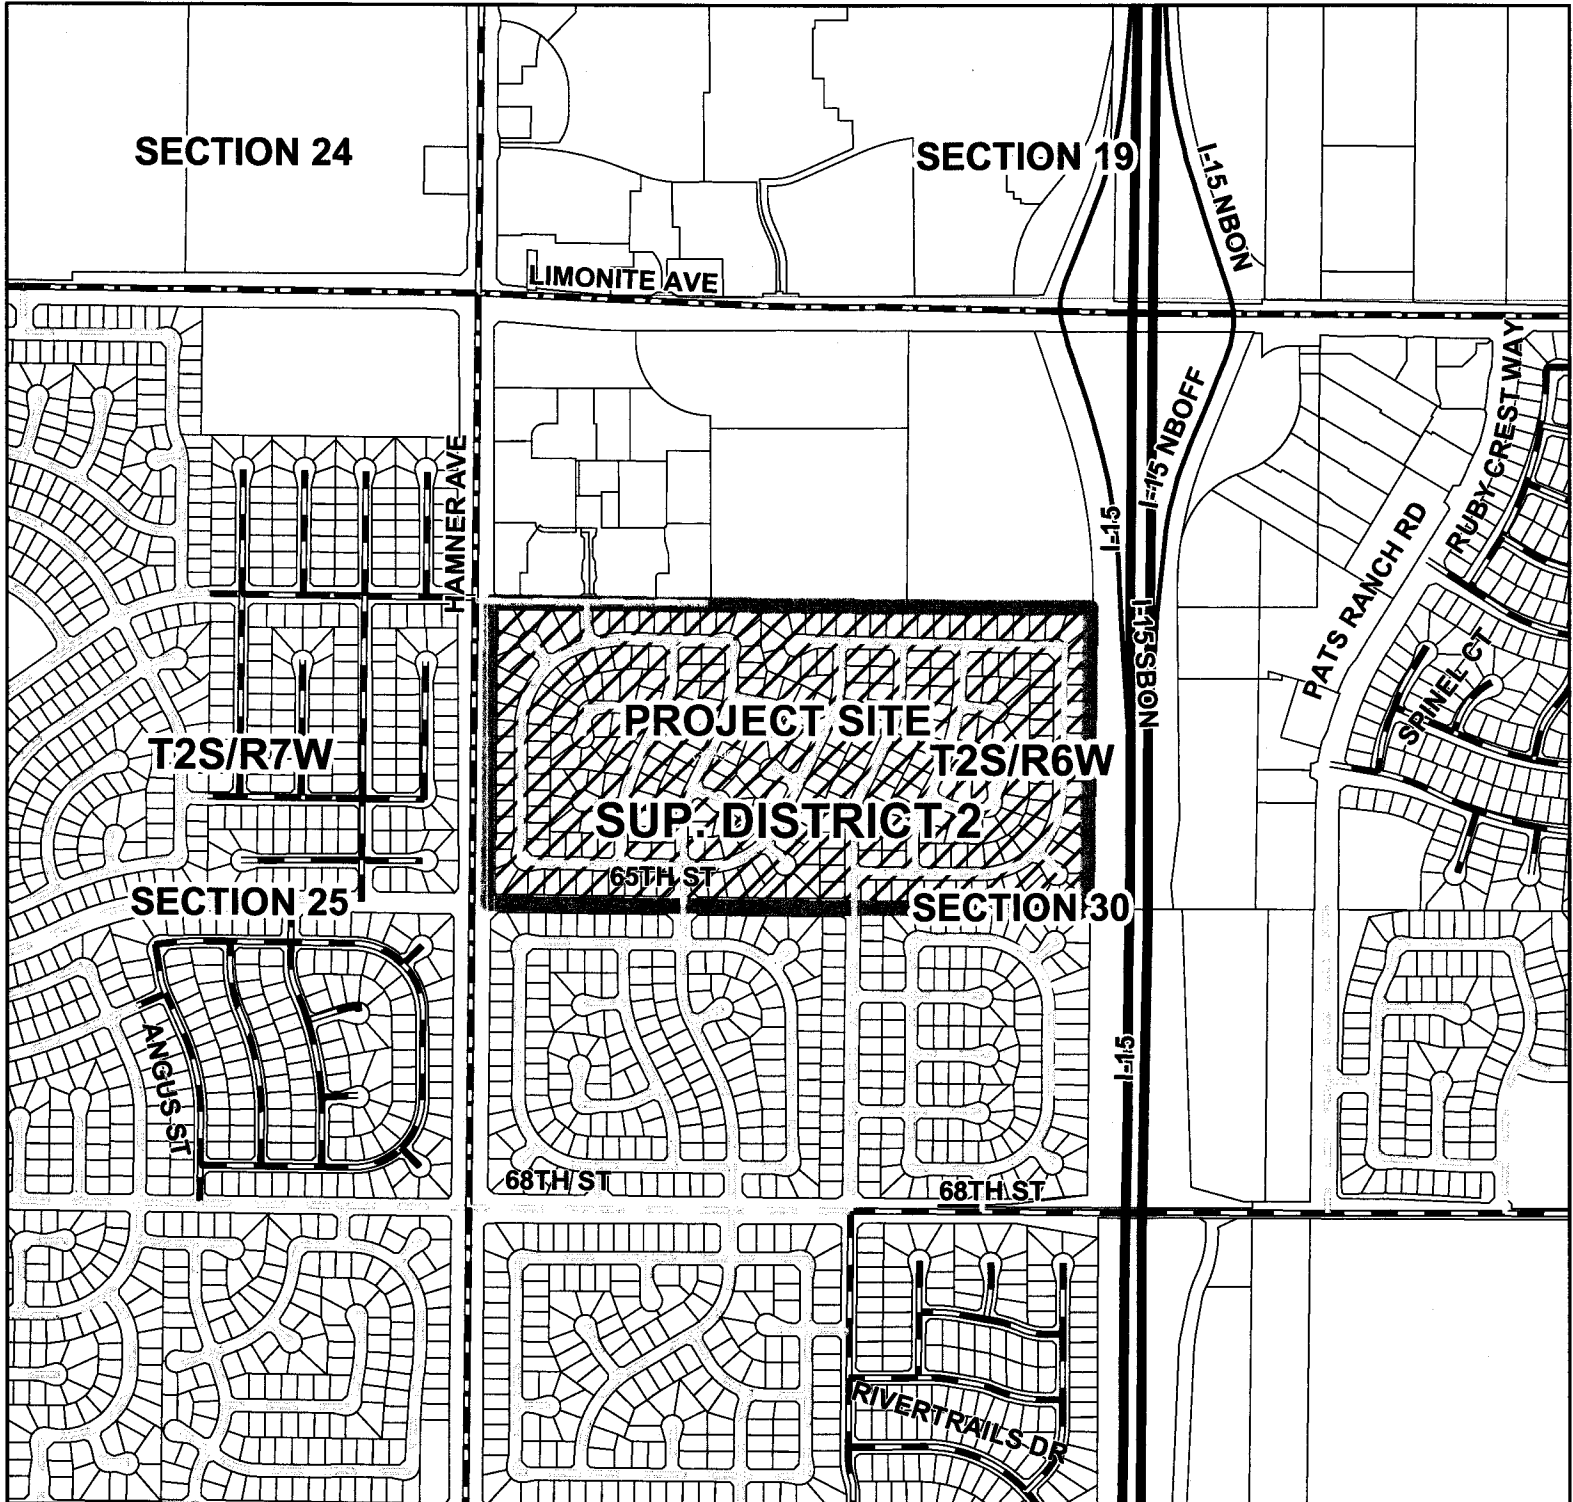 SECTION 24
SECTION 19
I-15 NBON
LIMONITE AVE
RUBY CREST WAY
I-15 NBOFF
HAMNER AVE
I-15
PATS RANCH RD
I-15 SBON
SPINEL CT
PROJECT SITE
T2S/R7W
T2S/R6W
SUP. DISTRICT 2
65TH ST
SECTION 25
SECTION 30
ANGUS ST
I-15
68TH ST
68TH ST
RIVERTRAILS DR